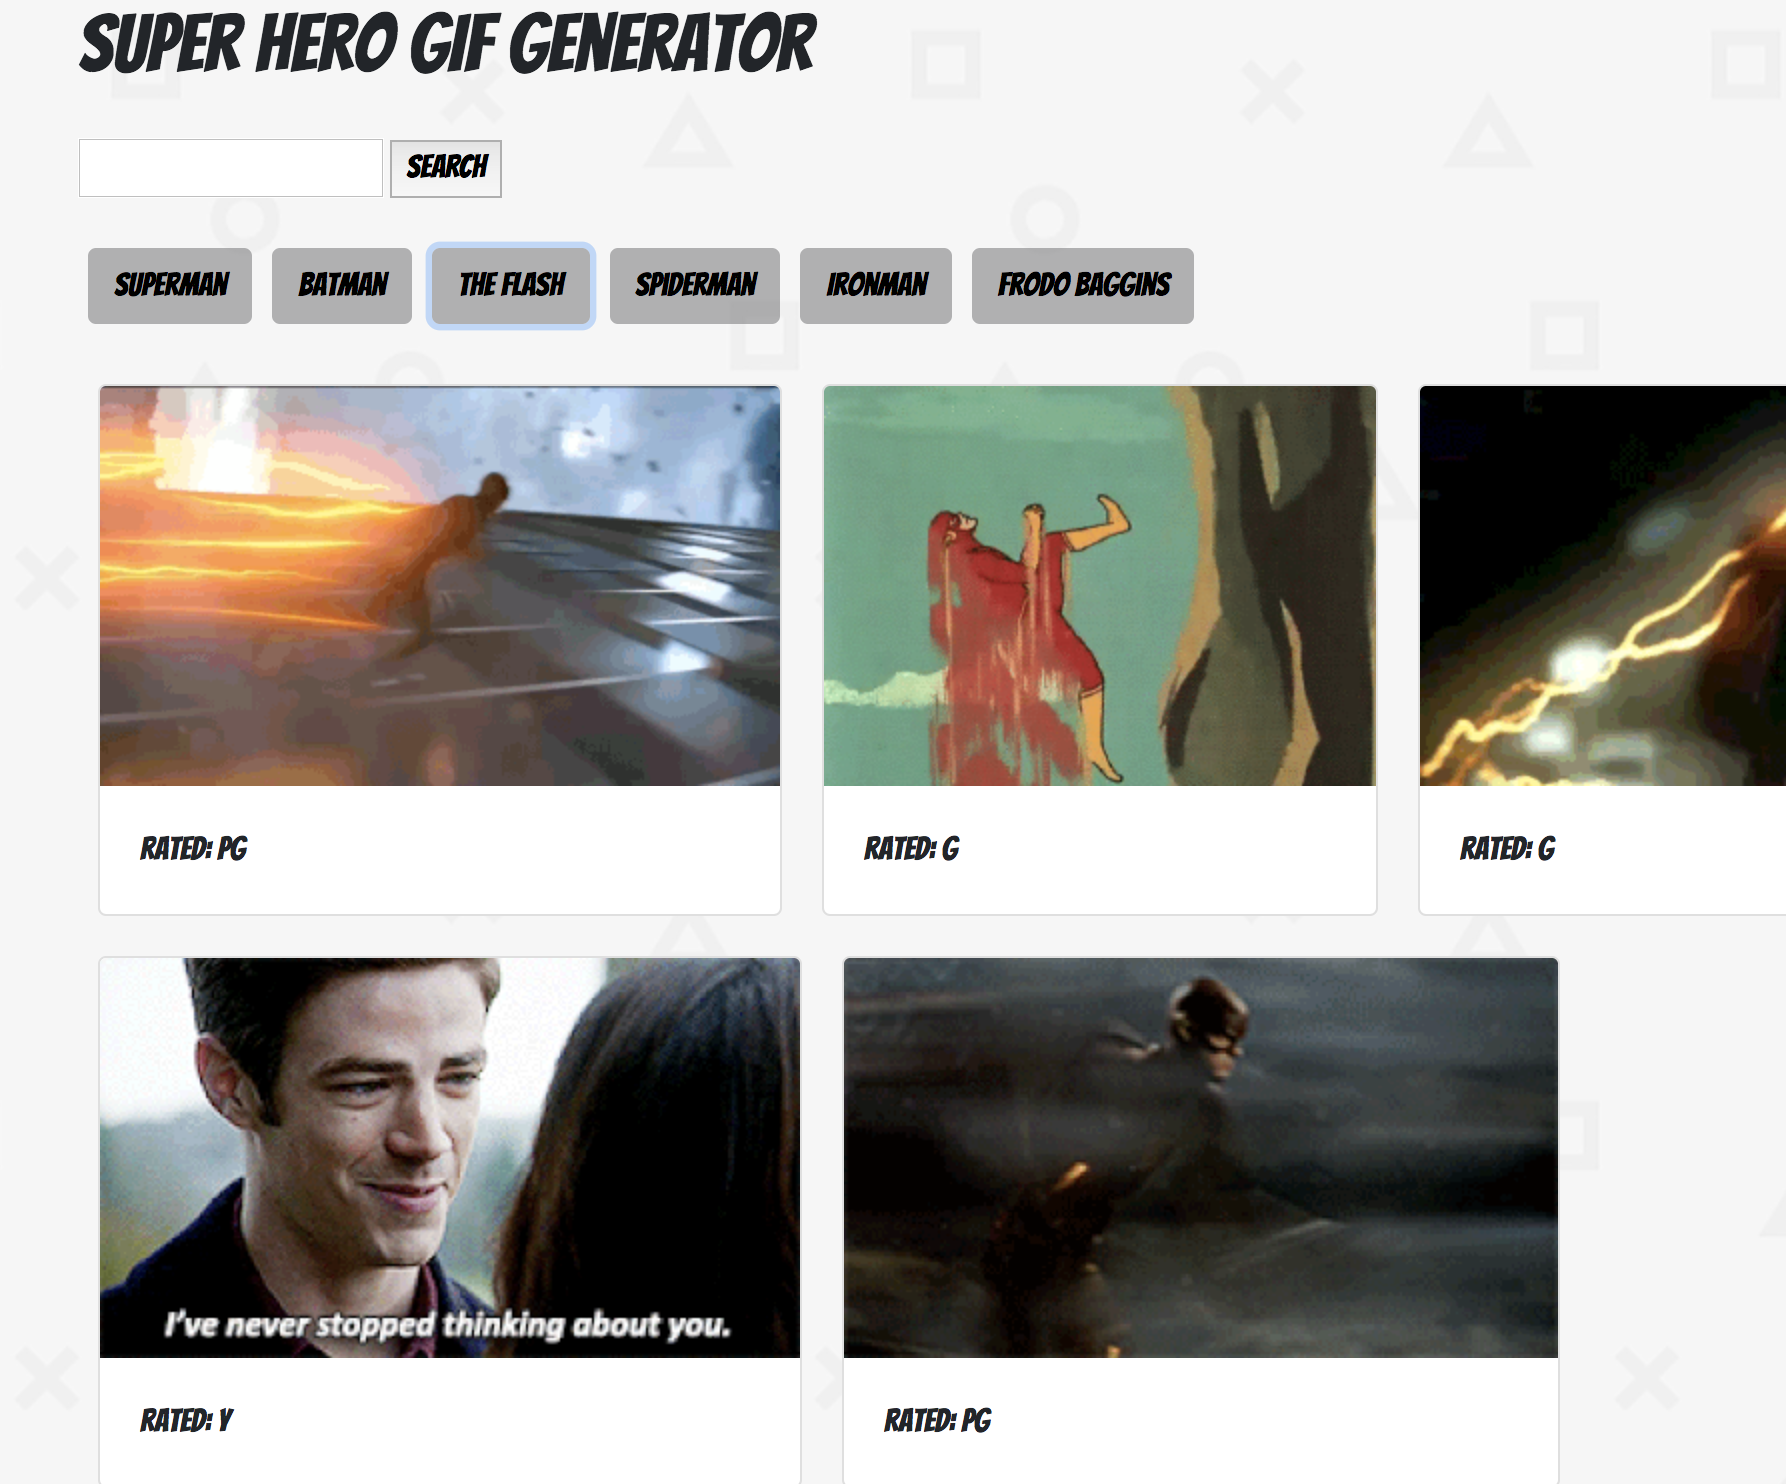 SUPER HERO GIF GENERATOR
SEARCH
SUPERMAN BATMAN THE FLASH SPIDERMAN IRONMAN FRODO BAGGINS
RATED: PG RATED: G RATED: G
I've never stopped thinking about you.
RATED: Y RATED: PG